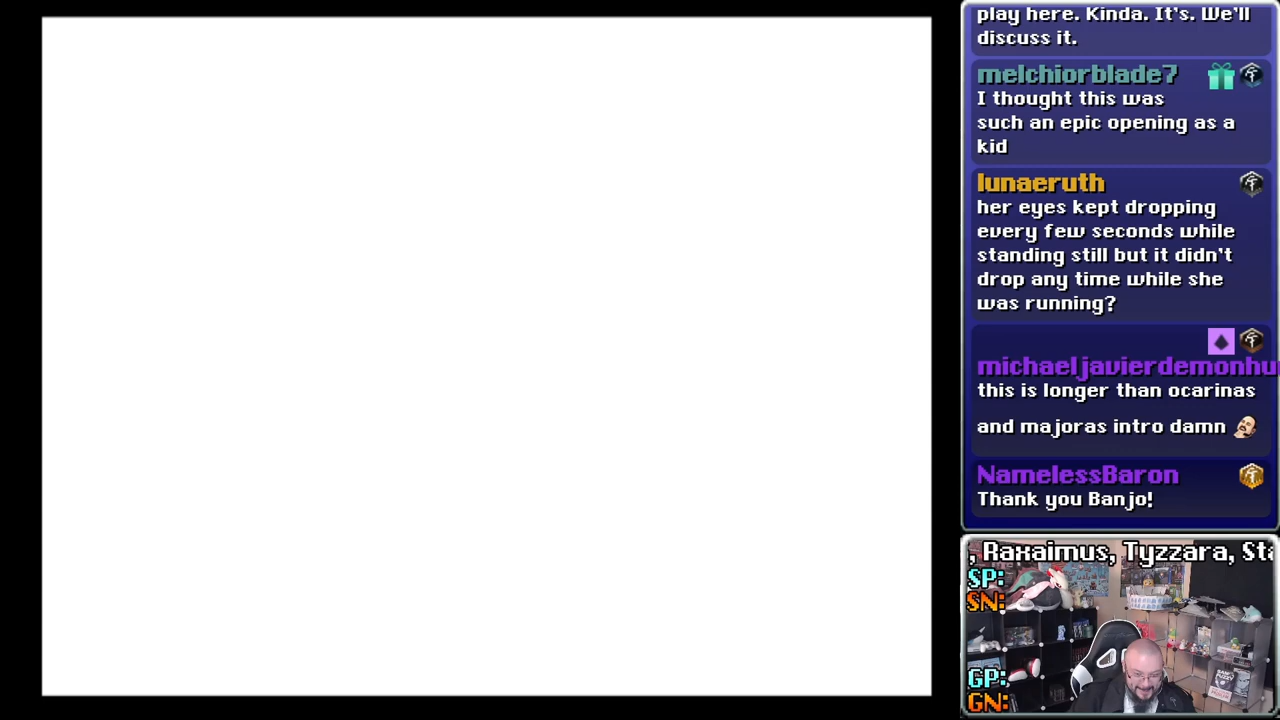 play here. Kinda. It's. We'll
discuss it.
melchiorblade7
I thought this was
such an epic opening as a
kid
lunaeruth
her eyes kept dropping
every few seconds while
standing still but it didn't
drop any time while she
was running?
michaeljavierdemonhu
this is longer than ocarinas
and majoras intro damn
NamelessBaron
Thank you Banjo!
, Raxaimus, Tyzzara, Sta
SP:
SN:
GP:
GN: